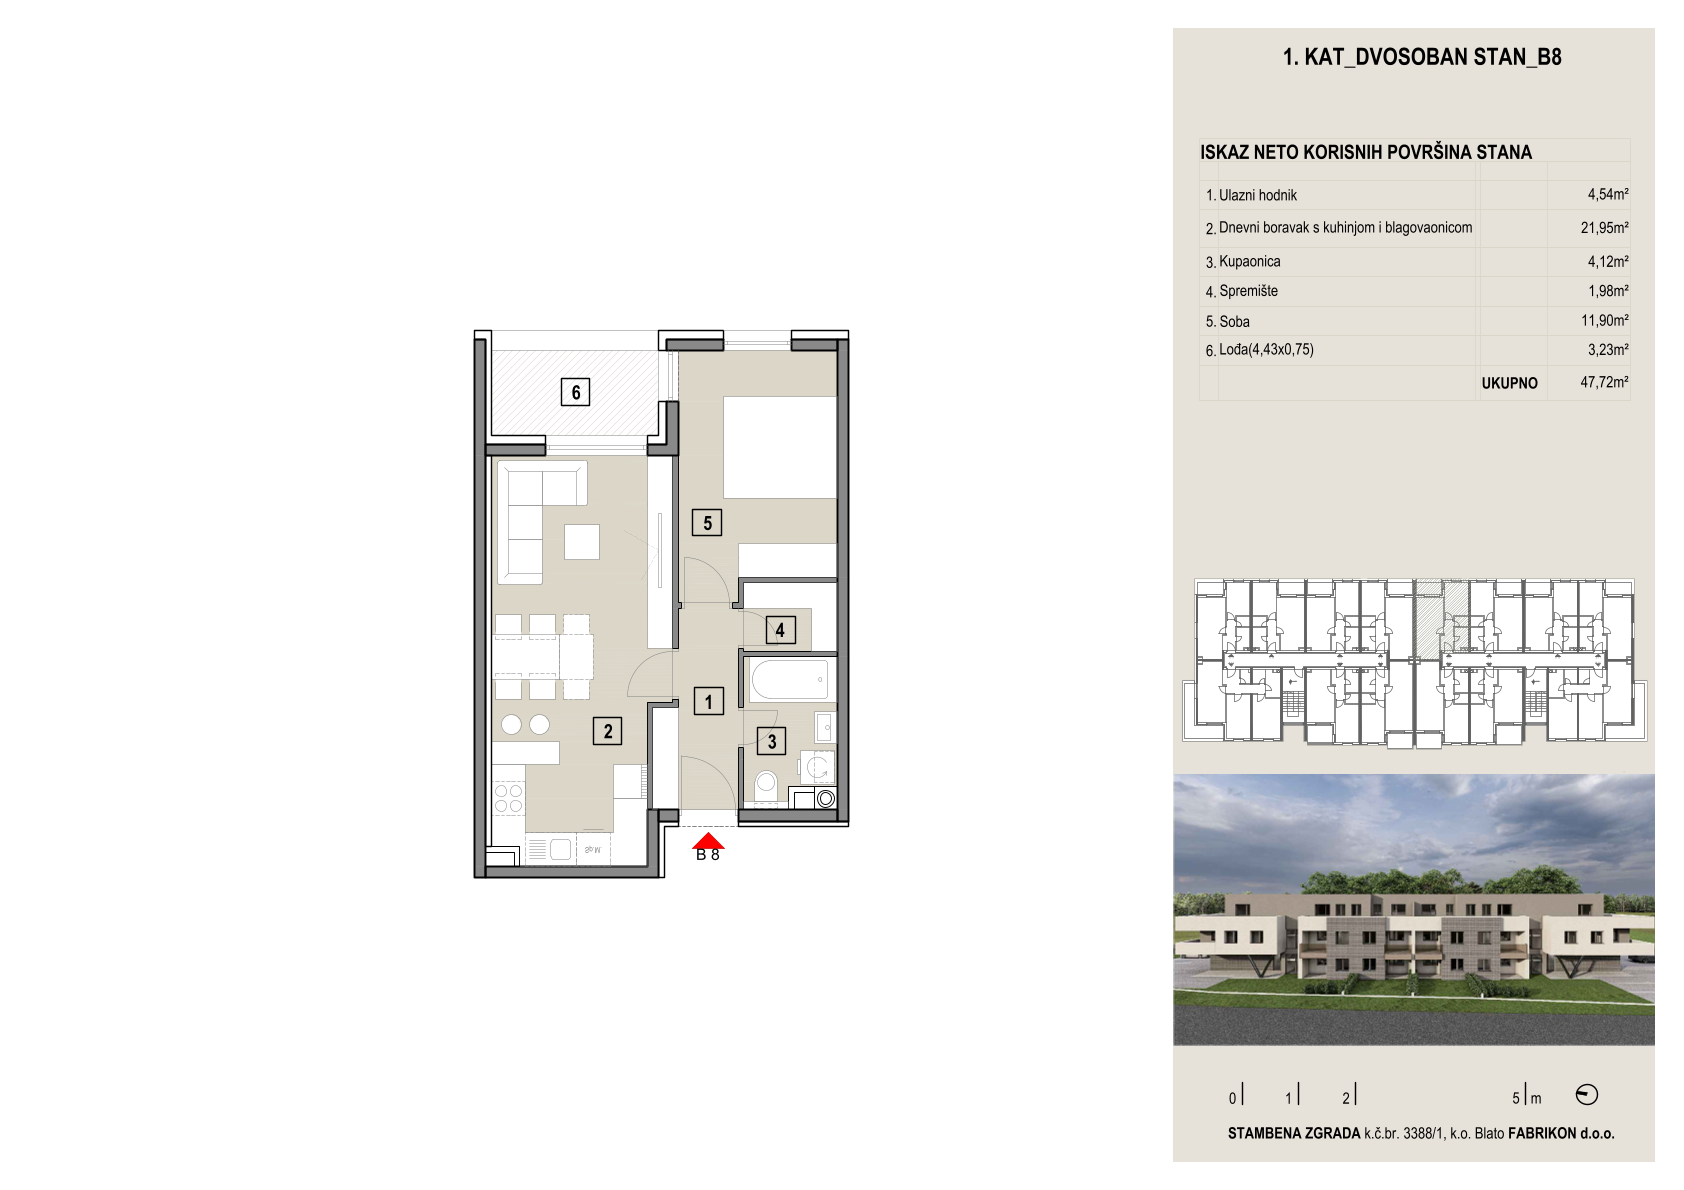 1. KAT_DVOSOBAN STAN_B8
ISKAZ NETO KORISNIH POVRŠINA STANA
1. Ulazni hodnik 4,54m²
2. Dnevni boravak s kuhinjom i blagovaonicom 21,95m²
3. Kupaonica 4,12m²
4. Spremište 1,98m²
5. Soba 11,90m²
6. Lođa(4,43x0,75) 3,23m²
UKUPNO 47,72m²
6
5
4
1
2
3
S₽M
B 8
0 1 2 5 m
STAMBENA ZGRADA k.č.br. 3388/1, k.o. Blato FABRIKON d.o.o.